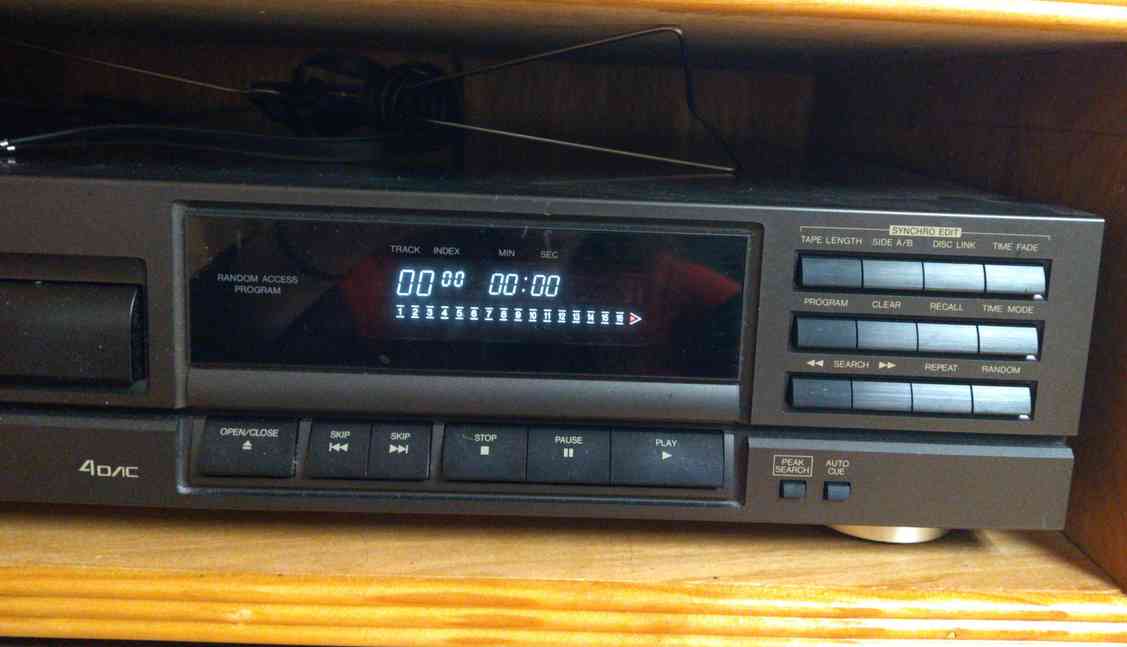 SYNCHRO EDIT
TAPE LENGTH SIDE A/B DISC LINK TIME FADE
TRACK INDEX MIN SEC
RANDOM ACCESS
PROGRAM
00 00 00:00
1 2 3 4 5 6 7 8 9 10 11 12 13 14 15 16
PROGRAM CLEAR RECALL TIME MODE
SEARCH REPEAT RANDOM
OPEN/CLOSE SKIP SKIP STOP PAUSE PLAY
4DAC
PEAK
SEARCH
AUTO
CUE